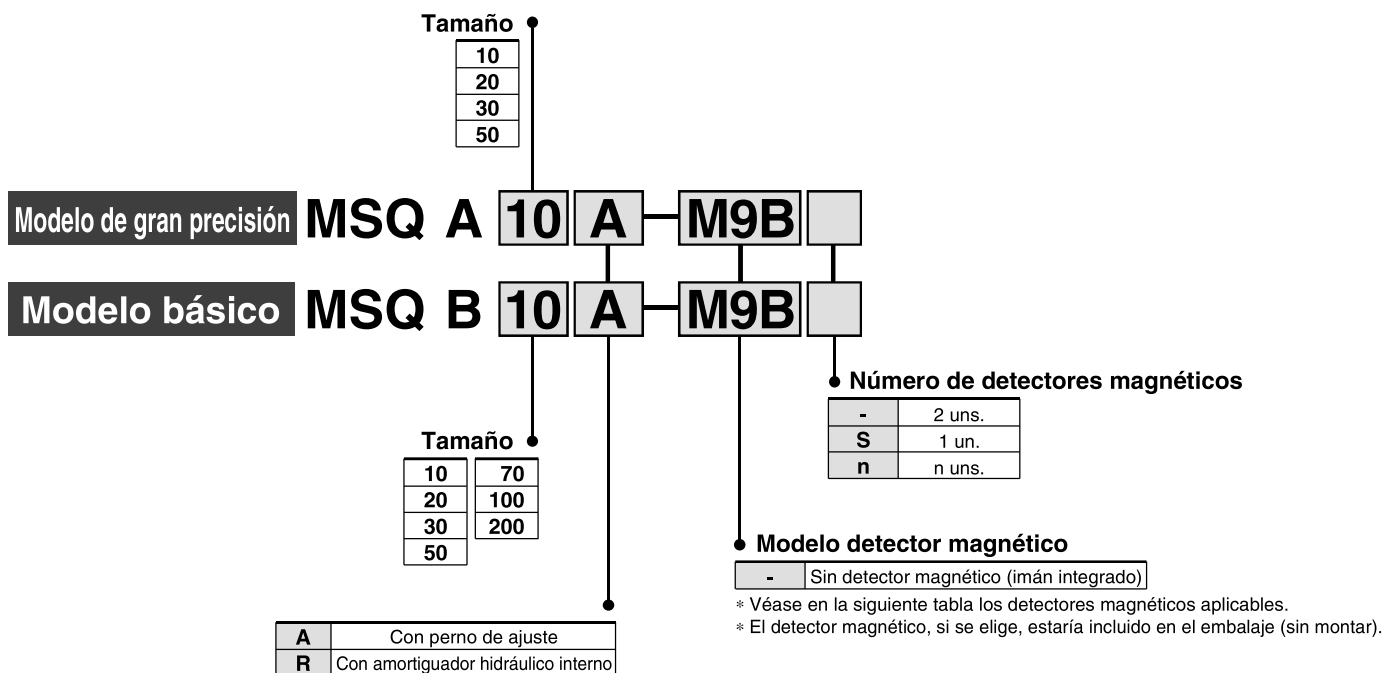 Tamaño
10
20
30
50
Modelo de gran precisión MSQ A 10 A M9B
Modelo básico MSQ B 10 A M9B
Número de detectores magnéticos
- 2 uns.
S 1 un.
n n uns.
Tamaño
10 70
20 100
30 200
50
Modelo detector magnético
- Sin detector magnético (imán integrado)
* Véase en la siguiente tabla los detectores magnéticos aplicables.
* El detector magnético, si se elige, estaría incluido en el embalaje (sin montar).
A Con perno de ajuste
R Con amortiguador hidráulico interno